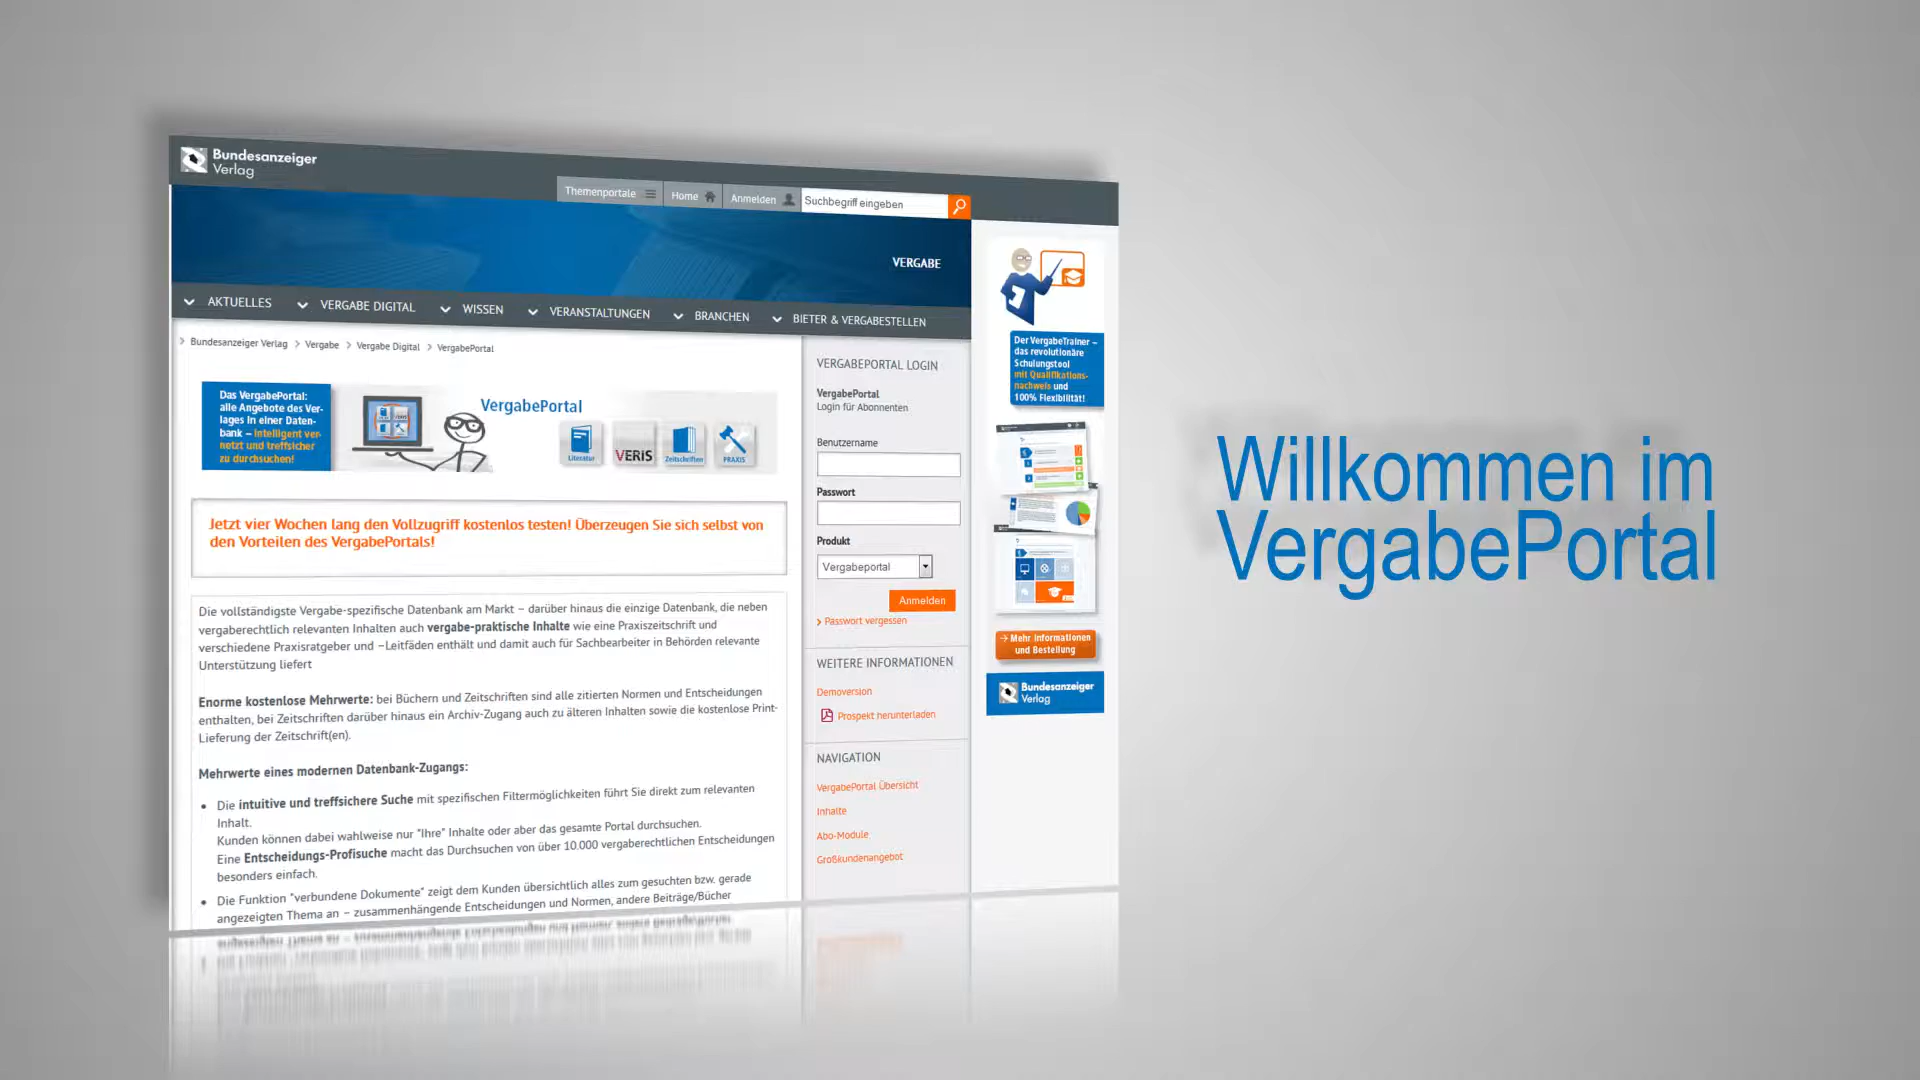 Bundesanzeiger
Verlag
Themenportale
Home
Anmelden
Suchbegriff eingeben
VERGABE
AKTUELLES
VERGABE DIGITAL
WISSEN
VERANSTALTUNGEN
BRANCHEN
BIETER & VERGABESTELLEN
Bundesanzeiger Verlag > Vergabe > Vergabe Digital > VergabePortal
Das VergabePortal:
alle Angebote des Ver-
lages in einer Daten-
bank – intelligent ver-
netzt und treffsicher
zu durchsuchen!
VergabePortal
Literatur
VERIS
Zeitschriften
PRAXIS
Jetzt vier Wochen lang den Vollzugriff kostenlos testen! Überzeugen Sie sich selbst von
den Vorteilen des VergabePortals!
Die vollständigste Vergabe-spezifische Datenbank am Markt – darüber hinaus die einzige Datenbank, die neben
vergaberechtlich relevanten Inhalten auch vergabe-praktische Inhalte wie eine Praxiszeitschrift und
verschiedene Praxisratgeber und –Leitfäden enthält und damit auch für Sachbearbeiter in Behörden relevante
Unterstützung liefert
Enorme kostenlose Mehrwerte: bei Büchern und Zeitschriften sind alle zitierten Normen und Entscheidungen
enthalten, bei Zeitschriften darüber hinaus ein Archiv-Zugang auch zu älteren Inhalten sowie die kostenlose Print-
Lieferung der Zeitschrift(en).
Mehrwerte eines modernen Datenbank-Zugangs:
• Die intuitive und treffsichere Suche mit spezifischen Filtermöglichkeiten führt Sie direkt zum relevanten
Inhalt.
Kunden können dabei wahlweise nur "Ihre" Inhalte oder aber das gesamte Portal durchsuchen.
Eine Entscheidungs-Profisuche macht das Durchsuchen von über 10.000 vergaberechtlichen Entscheidungen
besonders einfach.
• Die Funktion "verbundene Dokumente" zeigt dem Kunden übersichtlich alles zum gesuchten bzw. gerade
angezeigten Thema an – zusammenhängende Entscheidungen und Normen, andere Beiträge/Bücher
VERGABEPORTAL LOGIN
VergabePortal
Login für Abonnenten
Benutzername
Passwort
Produkt
Vergabeportal
Anmelden
Passwort vergessen
WEITERE INFORMATIONEN
Demoversion
Prospekt herunterladen
NAVIGATION
VergabePortal Übersicht
Inhalte
Abo-Module
Großkundenangebot
Der VergabeTrainer –
das revolutionäre
Schulungstool
mit Qualifikations-
nachweis und
100% Flexibilität!
→ Mehr Informationen
und Bestellung
Bundesanzeiger
Verlag
Willkommen im
VergabePortal